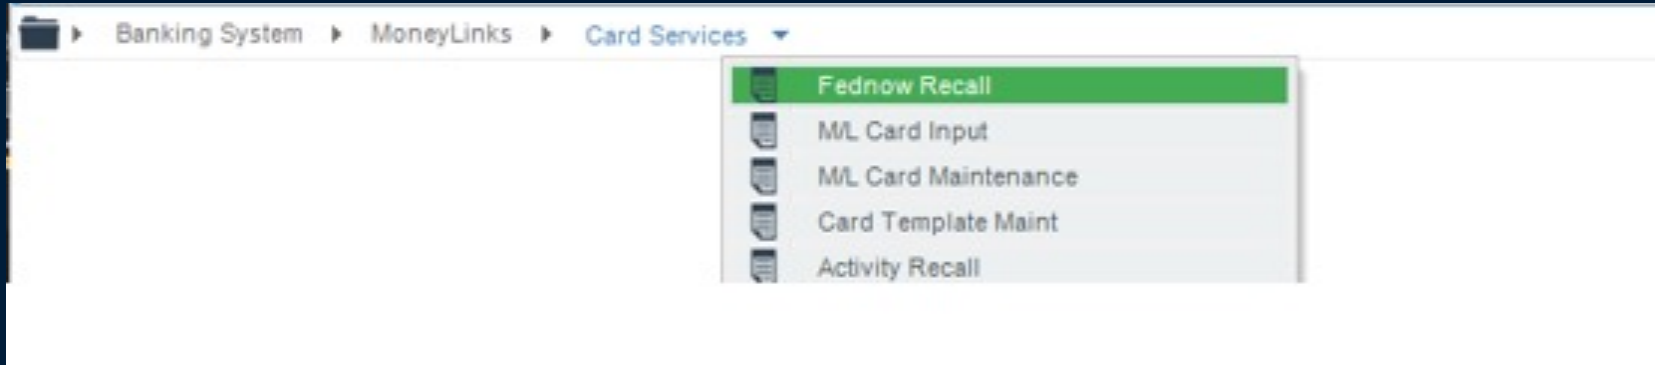 Banking System MoneyLinks Card Services
Fednow Recall
M/L Card Input
M/L Card Maintenance
Card Template Maint
Activity Recall